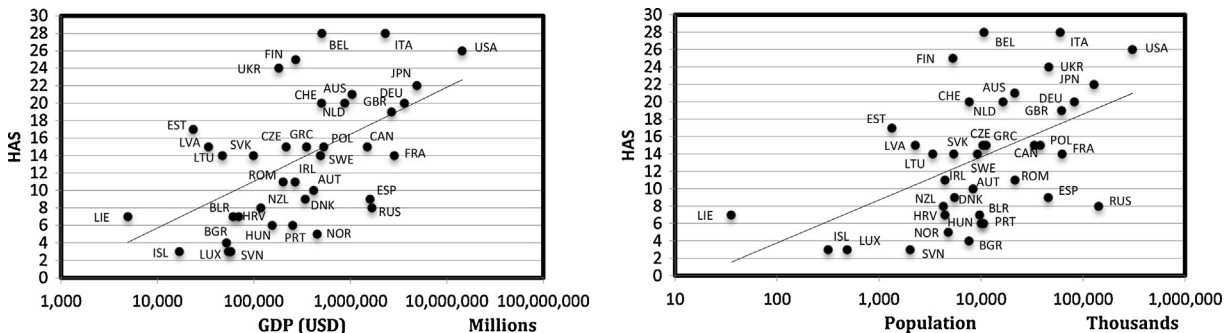 30
28
26
24
22
20
18
16
14
12
10
8
6
4
2
0
HAS
BEL
ITA
USA
FIN
UKR
JPN
AUS
CHE
DEU
NLD
GBR
EST
LVA
SVK
CZE
GRC
POL
CAN
LTU
SWE
FRA
IRL
ROM
AUT
ESP
NZL
DNK
RUS
LIE
BLR
HRV
HUN
PRT
NOR
BGR
ISL
LUX
SVN
1,000
10,000
100,000
1,000,000
10,000,000
100,000,000
GDP (USD)
Millions
30
28
26
24
22
20
18
16
14
12
10
8
6
4
2
0
HAS
BEL
ITA
USA
FIN
UKR
JPN
AUS
CHE
DEU
NLD
GBR
EST
CZE
LVA
SVK
GRC
POL
CAN
FRA
LTU
SWE
IRL
ROM
AUT
ESP
NZL
DNK
RUS
LIE
HRV
BLR
HUN
PRT
NOR
BGR
ISL
LUX
SVN
10
100
1,000
10,000
100,000
1,000,000
Population
Thousands